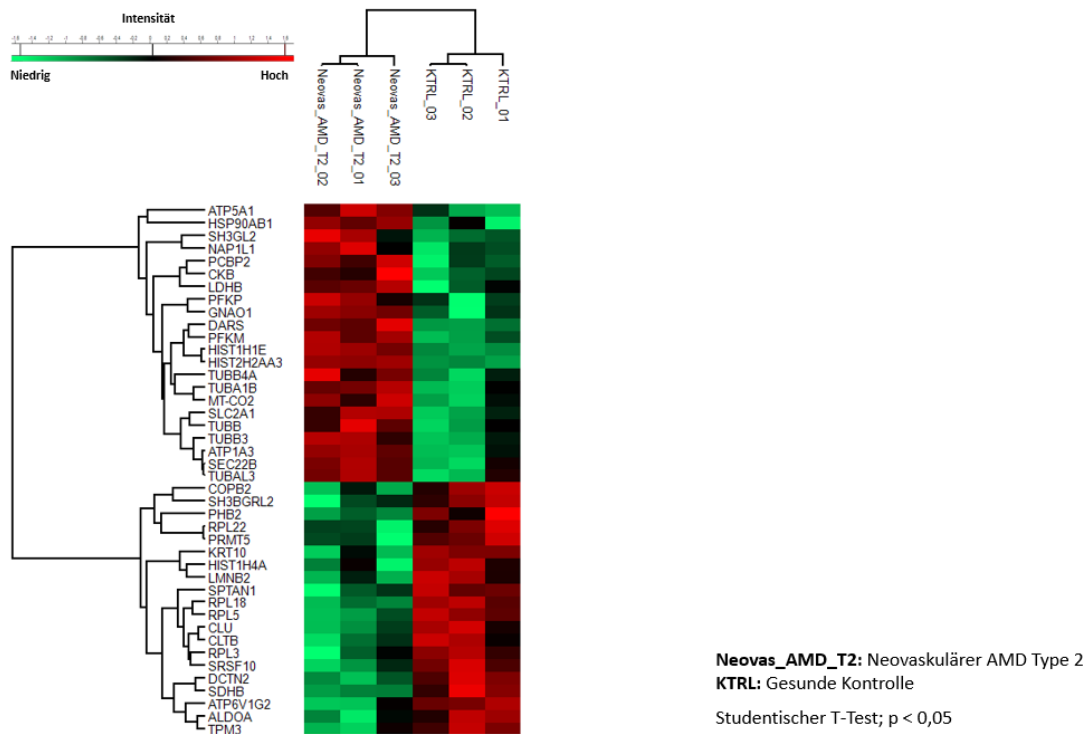 Intensität
Niedrig
Hoch
Neovas_AMD_T2_02
Neovas_AMD_T2_01
Neovas_AMD_T2_03
KTRL_03
KTRL_02
KTRL_01
ATP5A1
HSP90AB1
SH3GL2
NAP1L1
PCBP2
CKB
LDHB
PFKP
GNAO1
DARS
PFKM
HIST1H1E
HIST2H2AA3
TUBB4A
TUBA1B
MT-CO2
SLC2A1
TUBB
TUBB3
ATP1A3
SEC22B
TUBAL3
COPB2
SH3BGRL2
PHB2
RPL22
PRMT5
KRT10
HIST1H4A
LMNB2
SPTAN1
RPL18
RPL5
CLU
CLTB
RPL3
SRSF10
DCTN2
SDHB
ATP6V1G2
ALDOA
TPM3
Neovas_AMD_T2: Neovaskulärer AMD Type 2
KTRL: Gesunde Kontrolle
Studentischer T-Test; p < 0,05